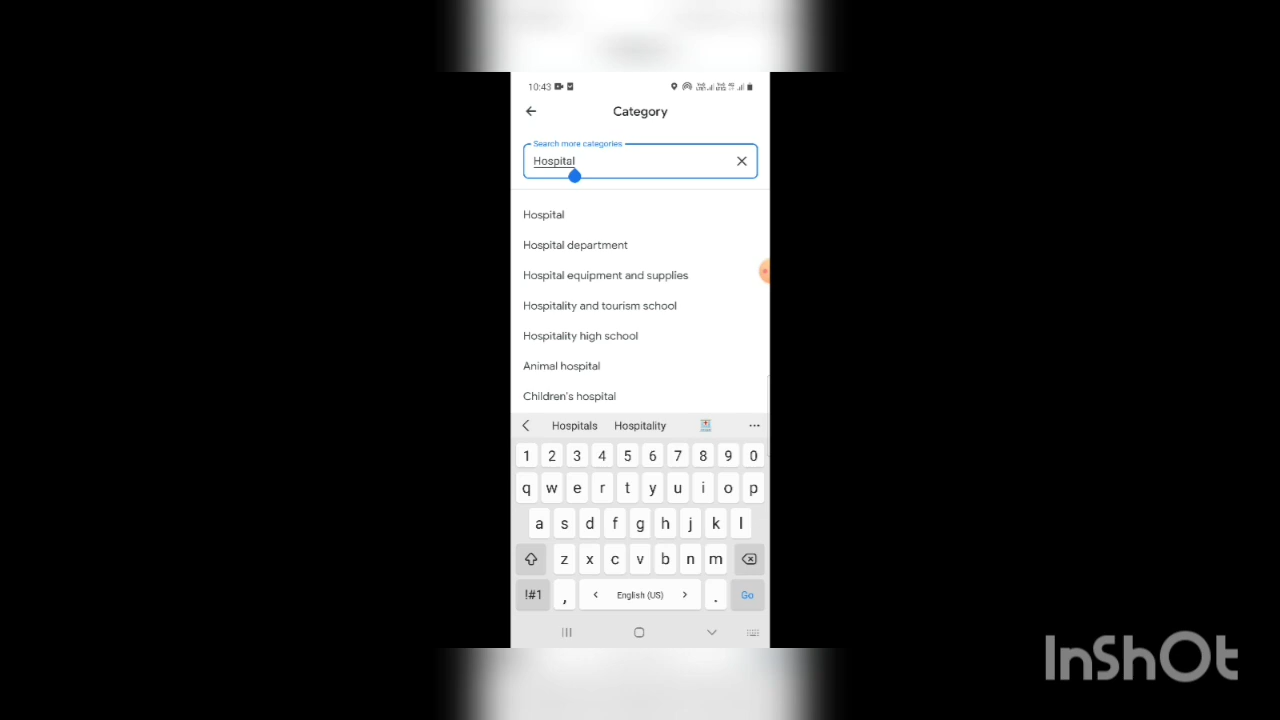 10:43
Category
Search more categories
Hospital
Hospital
Hospital department
Hospital equipment and supplies
Hospitality and tourism school
Hospitality high school
Animal hospital
Children's hospital
Hospitals Hospitality
1 2 3 4 5 6 7 8 9 0
q w e r t y u i o p
a s d f g h j k l
z x c v b n m
!#1 , < English (US) > . Go
InShOt